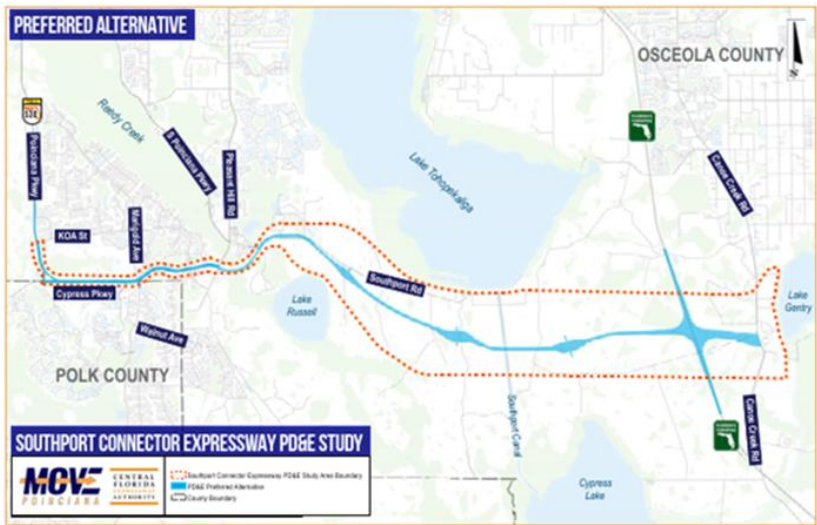 PREFERRED ALTERNATIVE
OSCEOLA COUNTY
Reedy Creek
S Poinciana Pkwy
Poinciana Pkwy
Pleasant Hill Rd
Lake Tohopekaliga
Canoe Creek Rd
KOA St
Marigold Ave
Cypress Pkwy
Southport Rd
Lake
Russell
Lake
Gentry
Walnut Ave
POLK COUNTY
Southport Canal
Canoe Creek Rd
Cypress
Lake
SOUTHPORT CONNECTOR EXPRESSWAY PD&E STUDY
MOVE
POINCIANA
CENTRAL
FLORIDA
EXPRESSWAY
AUTHORITY
Southport Connector Expressway PD&E Study Area Boundary
PD&E Preferred Alternative
County Boundary